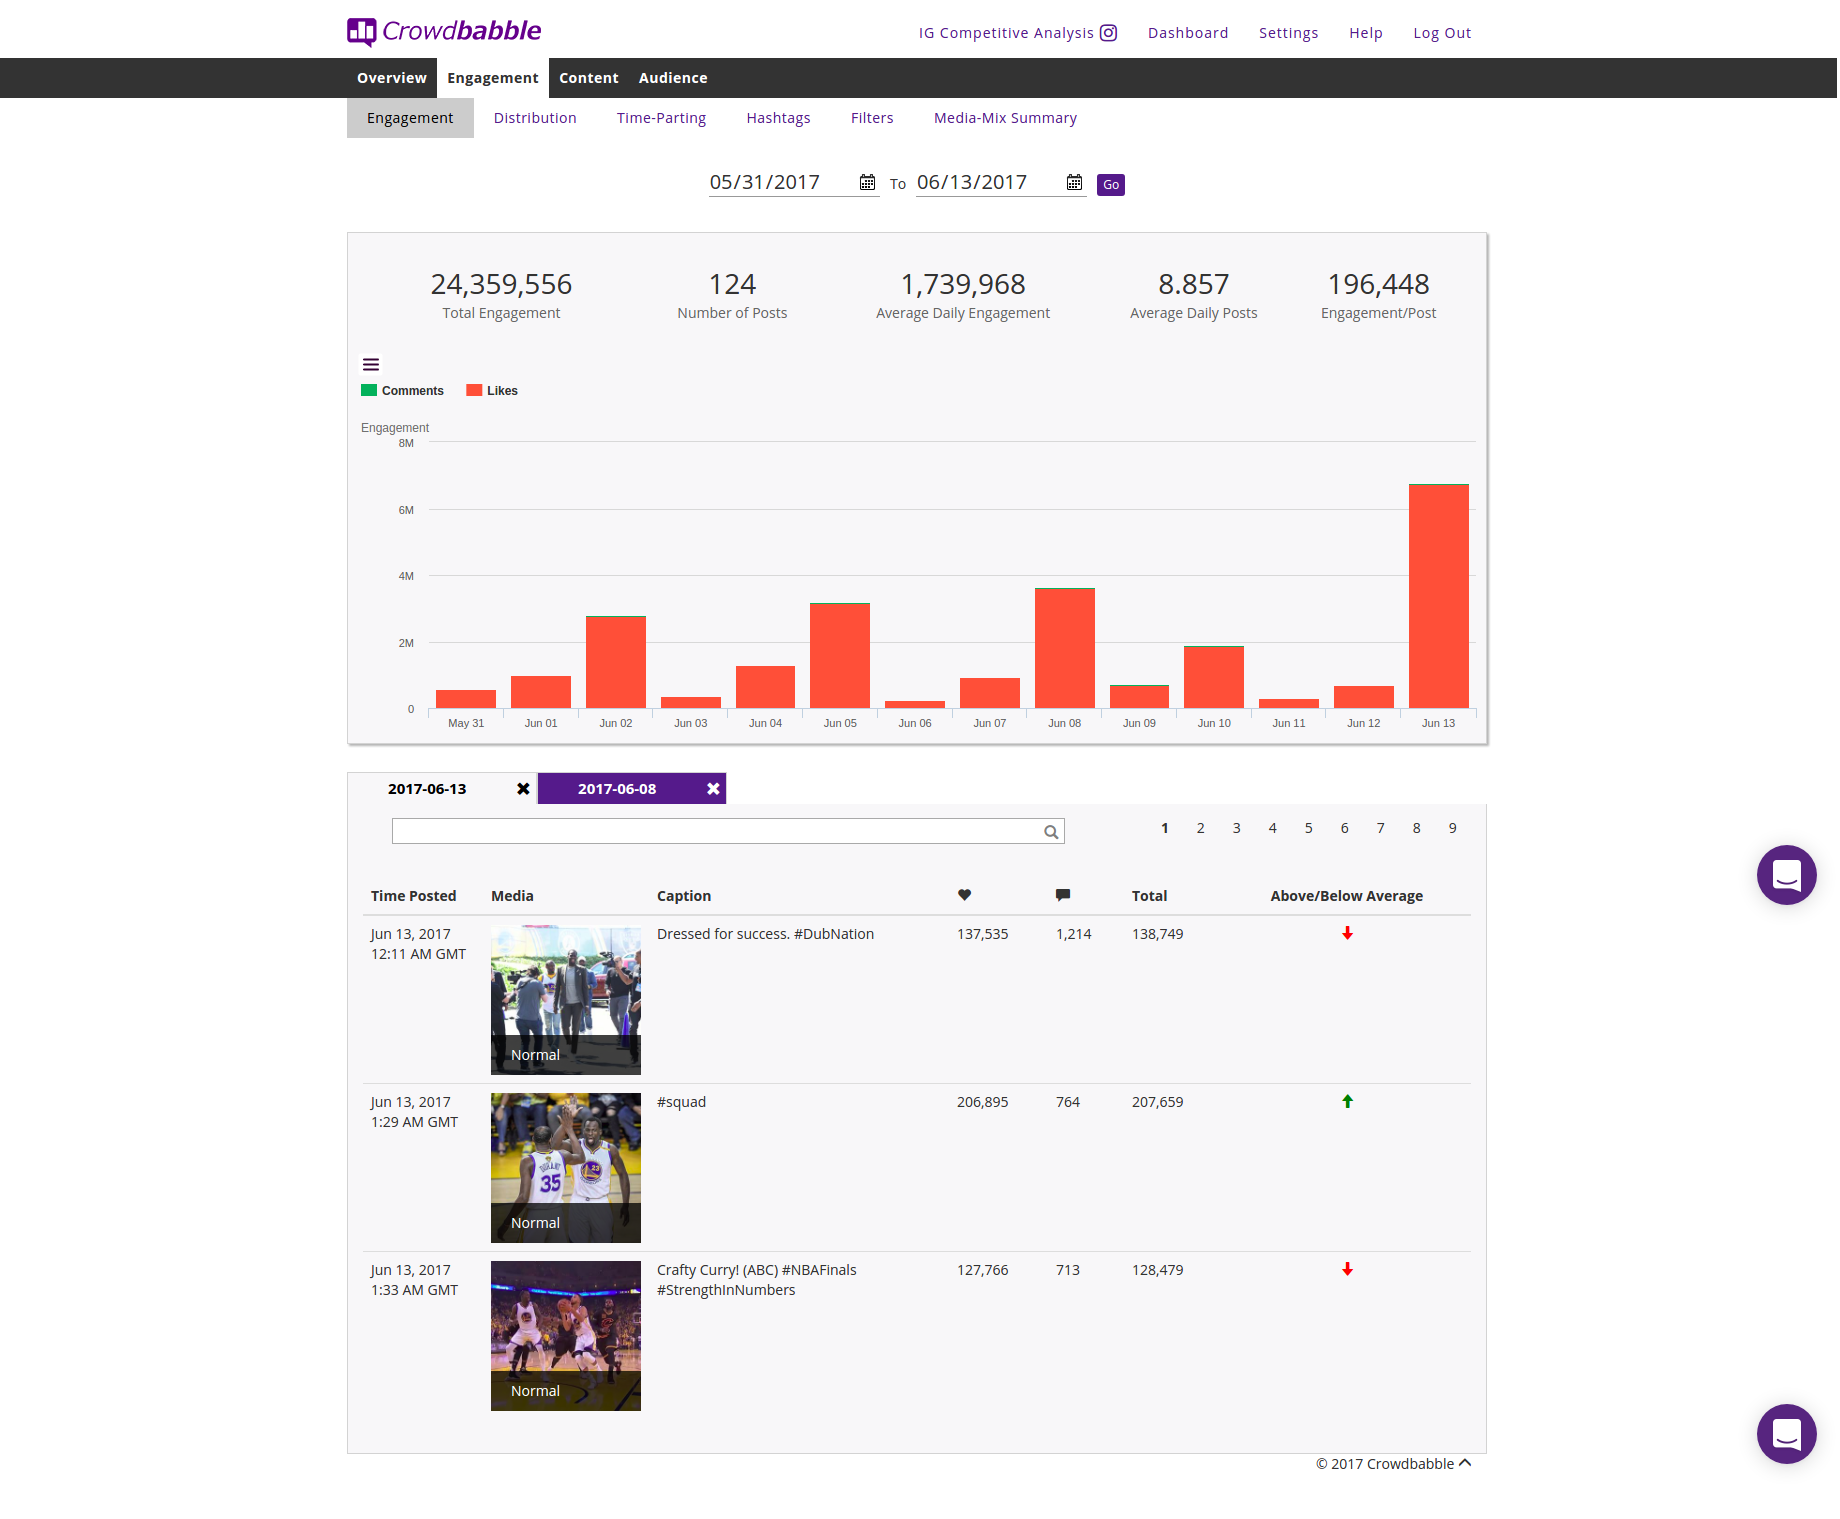 Crowdbabble
IG Competitive Analysis Dashboard Settings Help Log Out
Overview Engagement Content Audience
Engagement Distribution Time-Parting Hashtags Filters Media-Mix Summary
05/31/2017 To 06/13/2017 Go
24,359,556 124 1,739,968 8.857 196,448
Total Engagement Number of Posts Average Daily Engagement Average Daily Posts Engagement/Post
Comments Likes
Engagement
8M
6M
4M
2M
0
May 31 Jun 01 Jun 02 Jun 03 Jun 04 Jun 05 Jun 06 Jun 07 Jun 08 Jun 09 Jun 10 Jun 11 Jun 12 Jun 13
2017-06-13 2017-06-08
1 2 3 4 5 6 7 8 9
Time Posted Media Caption Total Above/Below Average
Jun 13, 2017 Dressed for success. #DubNation 137,535 1,214 138,749
12:11 AM GMT
Normal
Jun 13, 2017 #squad 206,895 764 207,659
1:29 AM GMT
23
DURANT
35
Normal
Jun 13, 2017 Crafty Curry! (ABC) #NBAFinals 127,766 713 128,479
1:33 AM GMT #StrengthInNumbers
Normal
© 2017 Crowdbabble